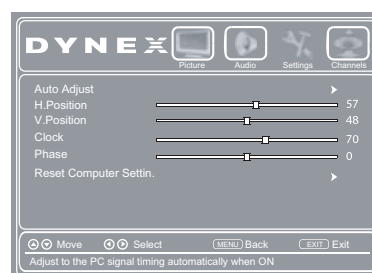 DYNEX
Picture Audio Settings Channels
Auto Adjust
H.Position 57
V.Position 48
Clock 70
Phase 0
Reset Computer Settin.
Move Select MENU Back EXIT Exit
Adjust to the PC signal timing automatically when ON